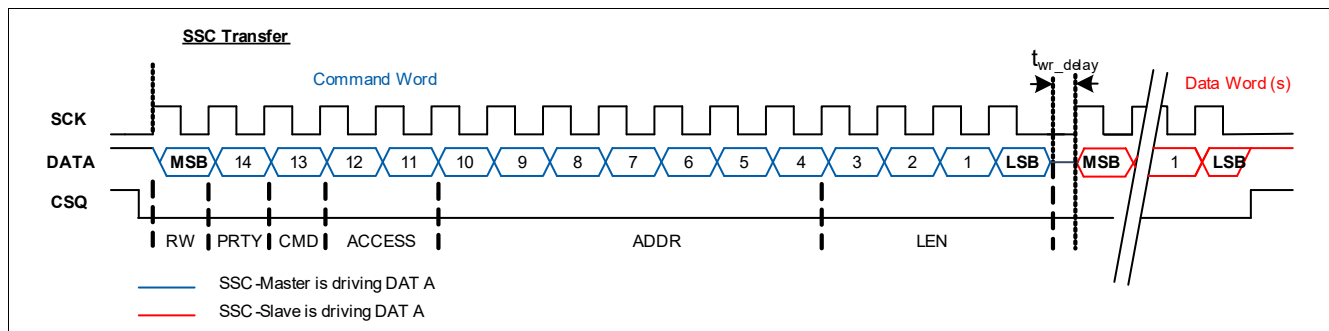 SSC Transfer
Command Word
twr_delay
Data Word (s)
SCK
DATA MSB 14 13 12 11 10 9 8 7 6 5 4 3 2 1 LSB MSB 1 LSB
CSQ
RW PRTY CMD ACCESS ADDR LEN
SSC-Master is driving DAT A
SSC-Slave is driving DAT A